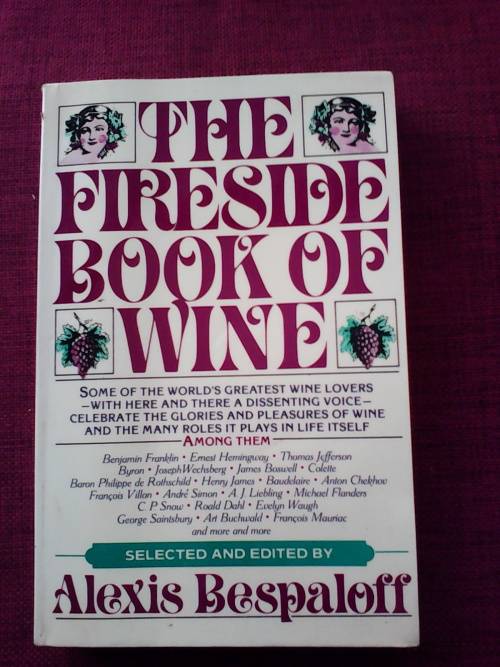 THE
FIRESIDE
BOOK OF
WINE
SOME OF THE WORLD'S GREATEST WINE LOVERS
–WITH HERE AND THERE A DISSENTING VOICE–
CELEBRATE THE GLORIES AND PLEASURES OF WINE
AND THE MANY ROLES IT PLAYS IN LIFE ITSELF
AMONG THEM
Benjamin Franklin • Ernest Hemingway • Thomas Jefferson
Byron • Joseph Wechsberg • James Boswell • Colette
Baron Philippe de Rothschild • Henry James • Baudelaire • Anton Chekhov
François Villon • André Simon • A. J. Liebling • Michael Flanders
C. P. Snow • Roald Dahl • Evelyn Waugh
George Saintsbury • Art Buchwald • François Mauriac
and more and more
SELECTED AND EDITED BY
Alexis Bespaloff